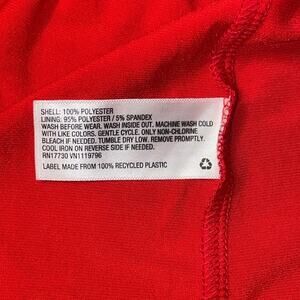 SHELL: 100% POLYESTER
LINING: 95% POLYESTER / 5% SPANDEX
WASH BEFORE WEAR. WASH INSIDE OUT. MACHINE WASH COLD
WITH LIKE COLORS. GENTLE CYCLE. ONLY NON-CHLORINE
BLEACH IF NEEDED. TUMBLE DRY LOW. REMOVE PROMPTLY.
COOL IRON ON REVERSE SIDE IF NEEDED.
RN17730 VN1119796
LABEL MADE FROM 100% RECYCLED PLASTIC